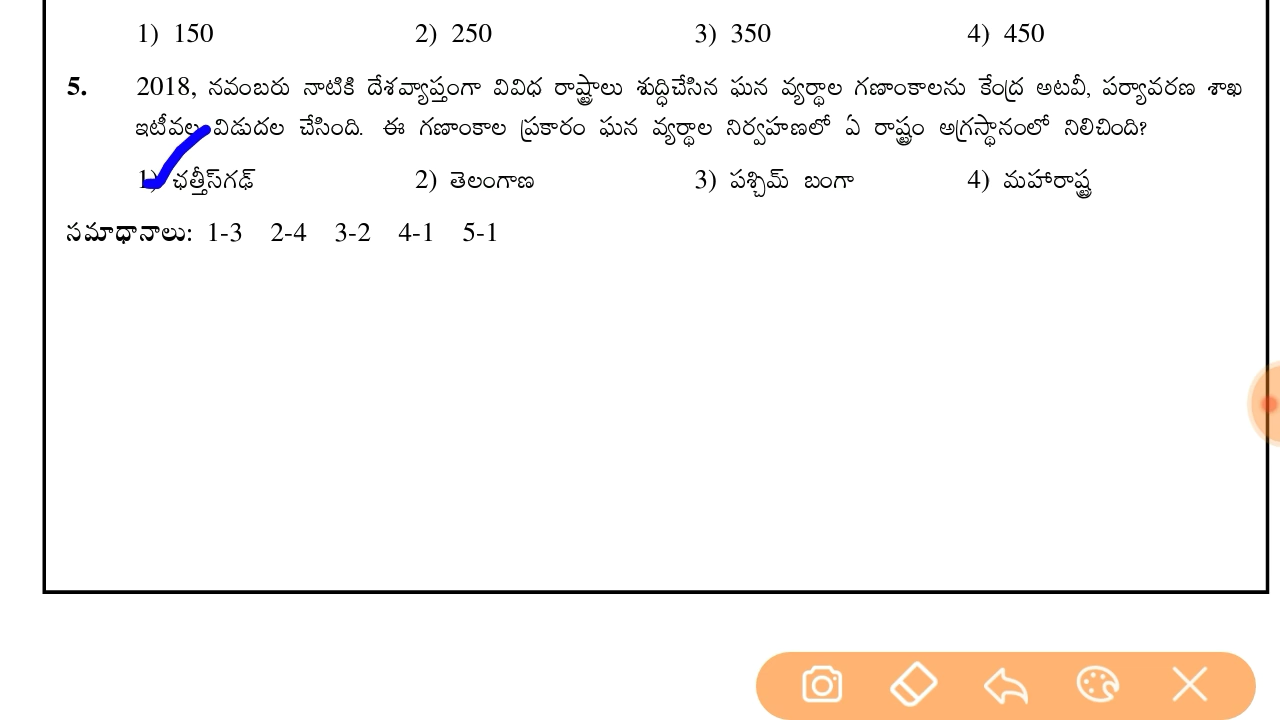 1) 150 2) 250 3) 350 4) 450
5. 2018, నవంబరు నాటికి దేశవ్యాప్తంగా వివిధ రాష్ట్రాలు శుద్ధిచేసిన ఘన వ్యర్థాల గణాంకాలను కేంద్ర అటవీ, పర్యావరణ శాఖ
ఇటీవల విడుదల చేసింది. ఈ గణాంకాల ప్రకారం ఘన వ్యర్థాల నిర్వహణలో ఏ రాష్ట్రం అగ్రస్థానంలో నిలిచింది?
1) ఛత్తీస్‌గఢ్ 2) తెలంగాణ 3) పశ్చిమ్ బంగా 4) మహారాష్ట్ర
సమాధానాలు: 1-3 2-4 3-2 4-1 5-1